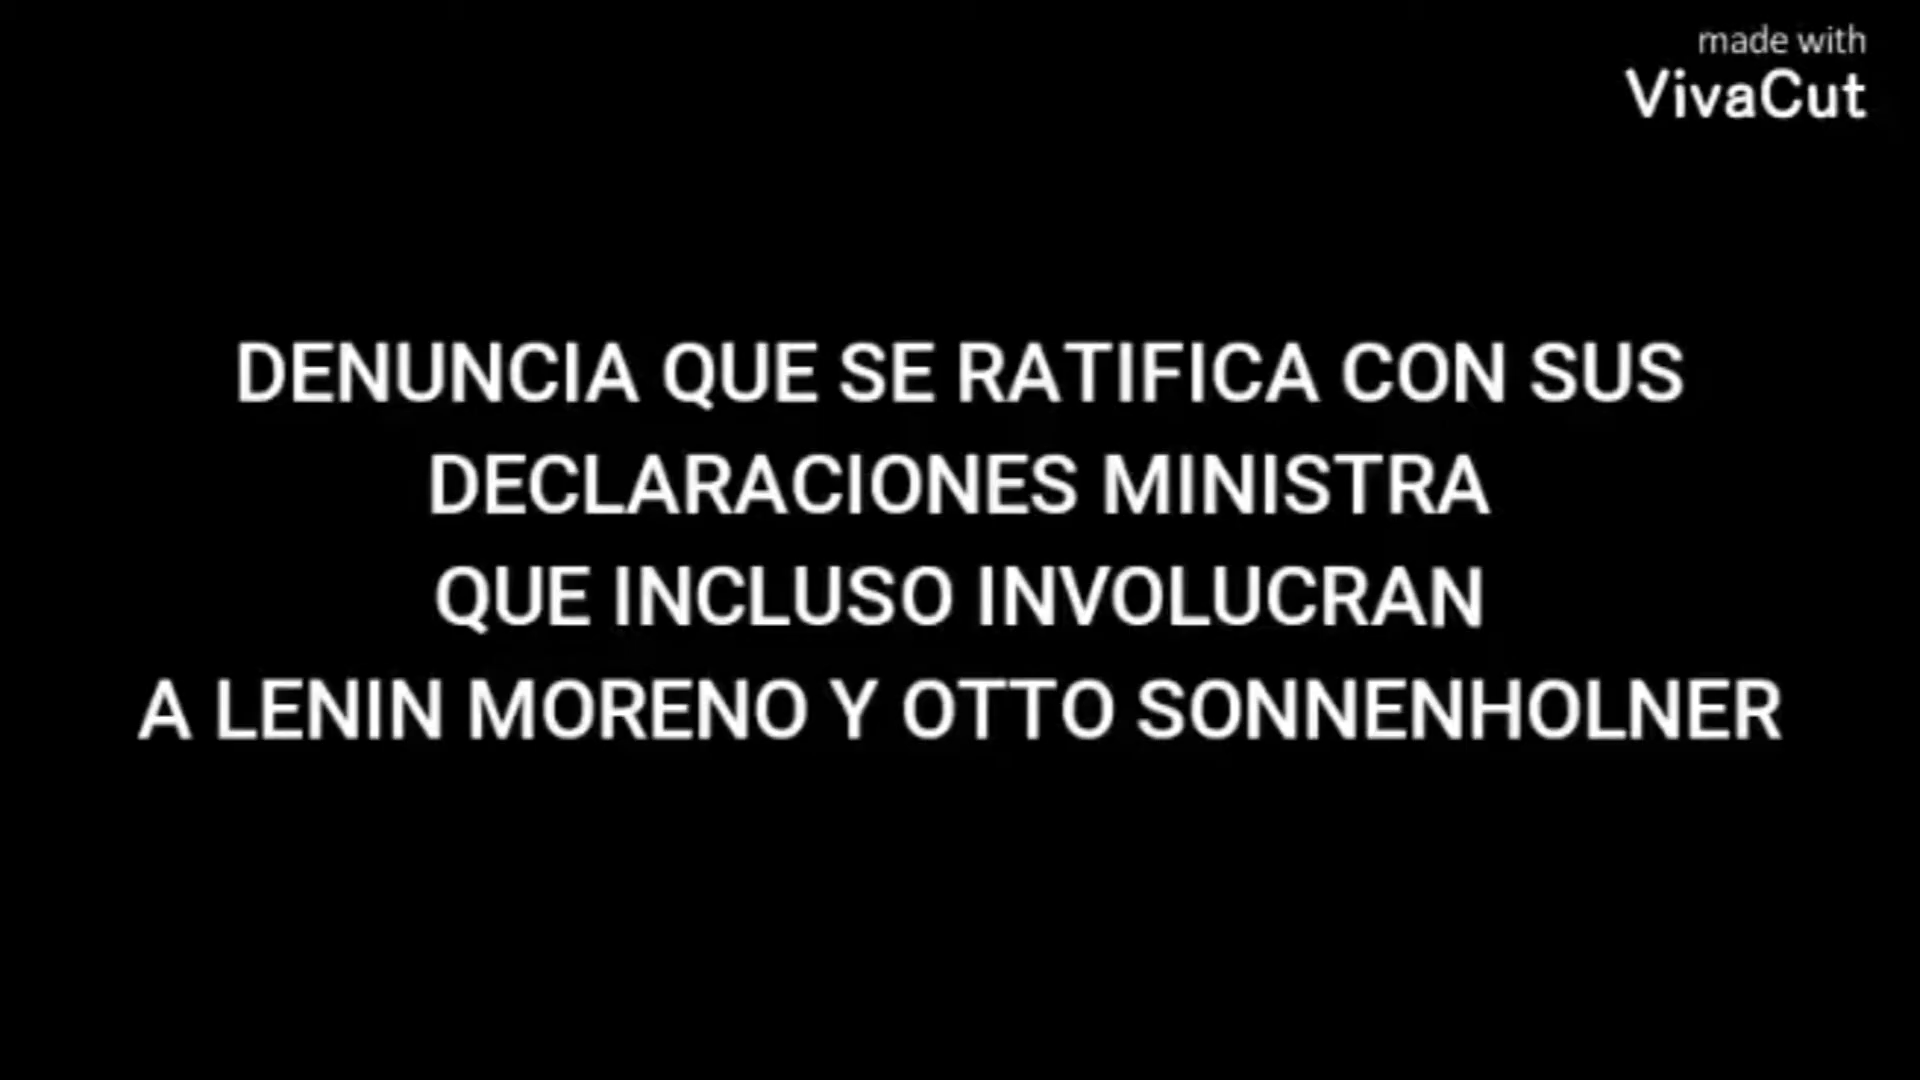 made with
VivaCut
DENUNCIA QUE SE RATIFICA CON SUS
DECLARACIONES MINISTRA
QUE INCLUSO INVOLUCRAN
A LENIN MORENO Y OTTO SONNENHOLNER